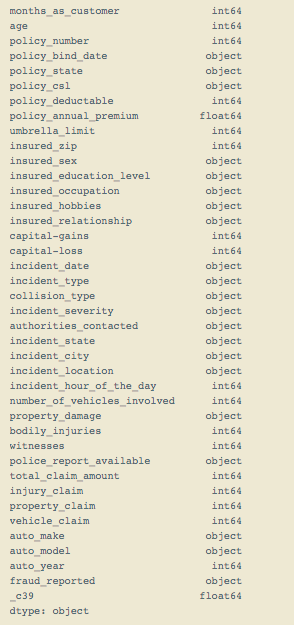 months_as_customer int64
age int64
policy_number int64
policy_bind_date object
policy_state object
policy_csl object
policy_deductable int64
policy_annual_premium float64
umbrella_limit int64
insured_zip int64
insured_sex object
insured_education_level object
insured_occupation object
insured_hobbies object
insured_relationship object
capital-gains int64
capital-loss int64
incident_date object
incident_type object
collision_type object
incident_severity object
authorities_contacted object
incident_state object
incident_city object
incident_location object
incident_hour_of_the_day int64
number_of_vehicles_involved int64
property_damage object
bodily_injuries int64
witnesses int64
police_report_available object
total_claim_amount int64
injury_claim int64
property_claim int64
vehicle_claim int64
auto_make object
auto_model object
auto_year int64
fraud_reported object
_c39 float64
dtype: object